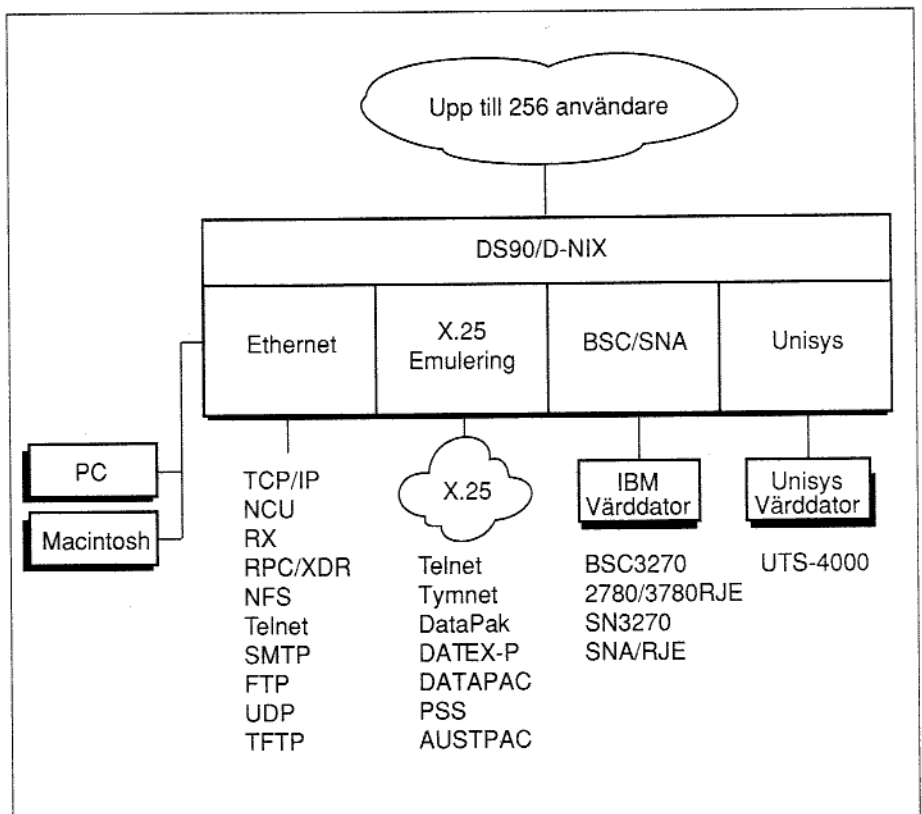 Upp till 256 användare
DS90/D-NIX
Ethernet
X.25
Emulering
BSC/SNA
Unisys
PC
Macintosh
TCP/IP
NCU
RX
RPC/XDR
NFS
Telnet
SMTP
FTP
UDP
TFTP
X.25
Telnet
Tymnet
DataPak
DATEX-P
DATAPAC
PSS
AUSTPAC
IBM
Värddator
BSC3270
2780/3780RJE
SN3270
SNA/RJE
Unisys
Värddator
UTS-4000